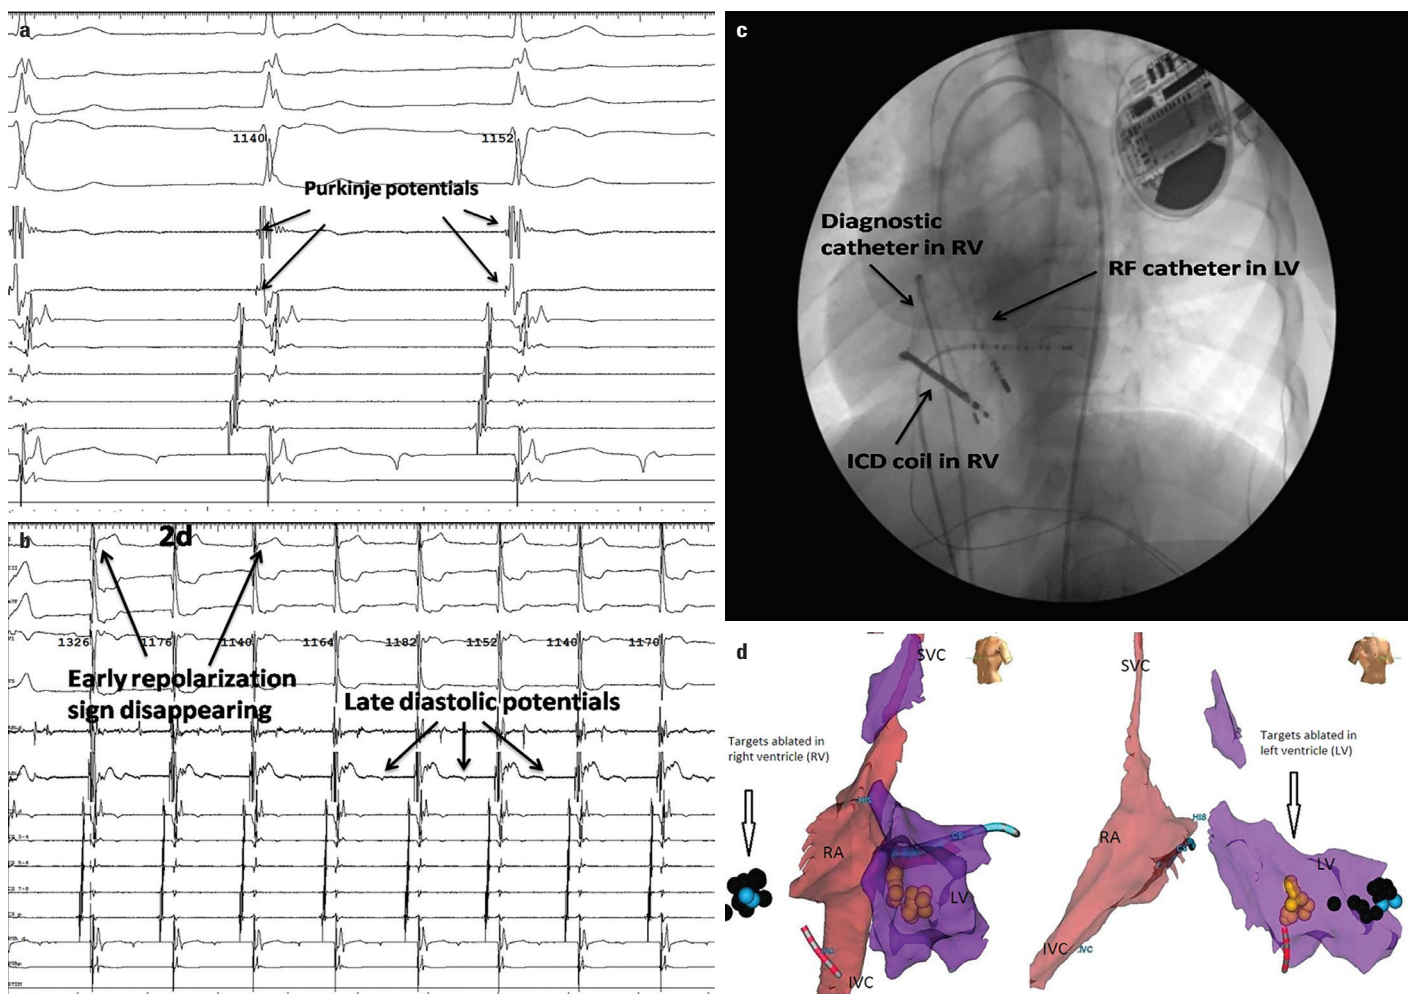 a
1140
1152
Purkinje potentials
b
2d
1326
1176
1140
1164
1182
1152
1140
1170
Early repolarization
sign disappearing
Late diastolic potentials
c
Diagnostic
catheter in RV
RF catheter in LV
ICD coil in RV
d
SVC
Targets ablated in
right ventricle (RV)
HIS
CS
RA
LV
IVC
SVC
Targets ablated in
left ventricle (LV)
HIS
RA
CS
LV
IVC
IVC